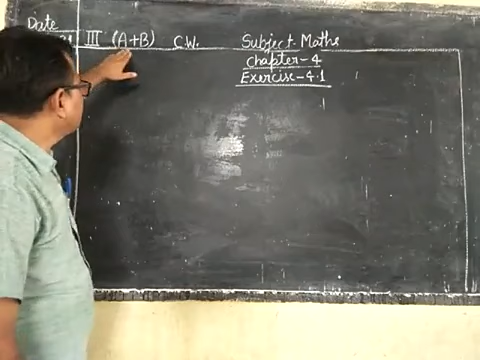 Date
III (A+B) C.W. Subject-Maths
Chapter-4
Exercise-4.1